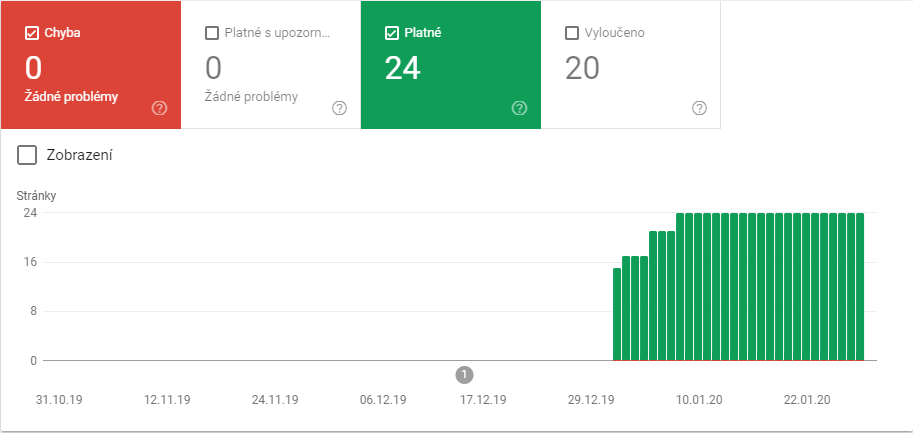 Chyba
0
Žádné problémy
Platné s upozorn...
0
Žádné problémy
Platné
24
Vyloučeno
20
Zobrazení
Stránky
24
16
8
0
1
31.10.19 12.11.19 24.11.19 06.12.19 17.12.19 29.12.19 10.01.20 22.01.20